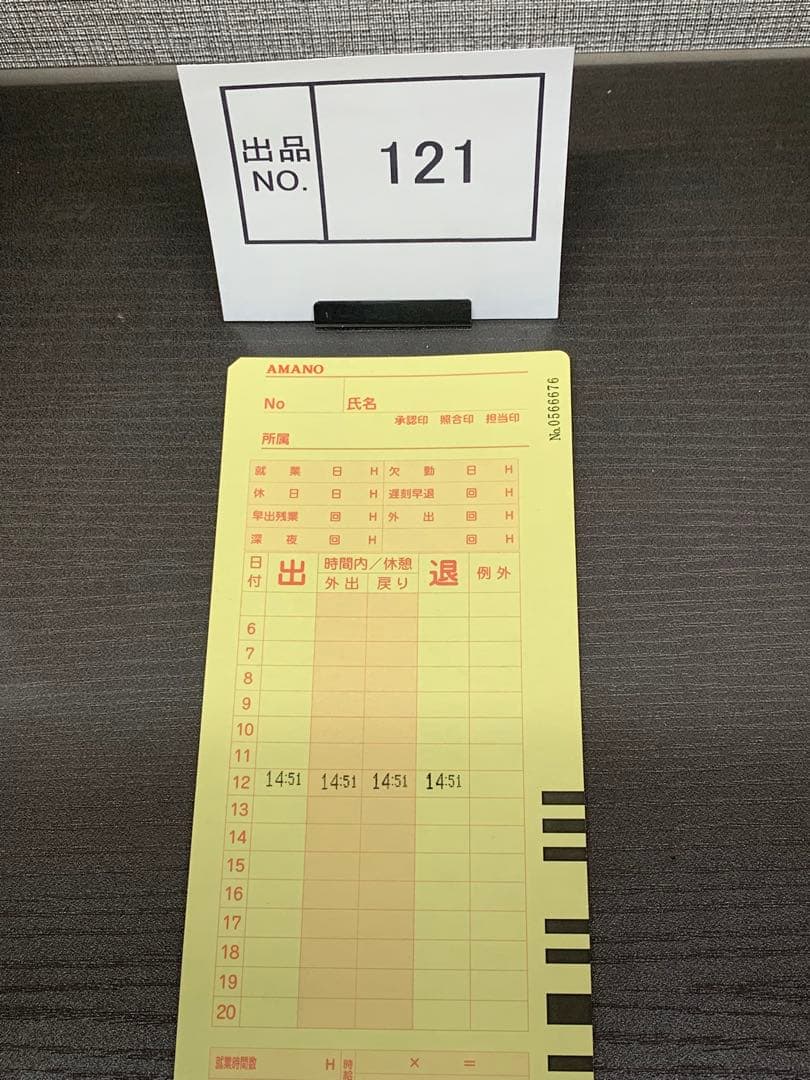 出品 NO. 121
AMANO
No.0566676
No 氏名
承認印 照合印 担当印
所属
就業 日 H 欠勤 日 H
休日 日 H 遅刻早退 回 H
早出残業 回 H 外出 回 H
深夜 回 H 回 H
日付 出 時間内/休憩 退 例外
外出 戻り
6
7
8
9
10
11
12 14:51 14:51 14:51 14:51
13
14
15
16
17
18
19
20
就業時間数 H 時給 × =